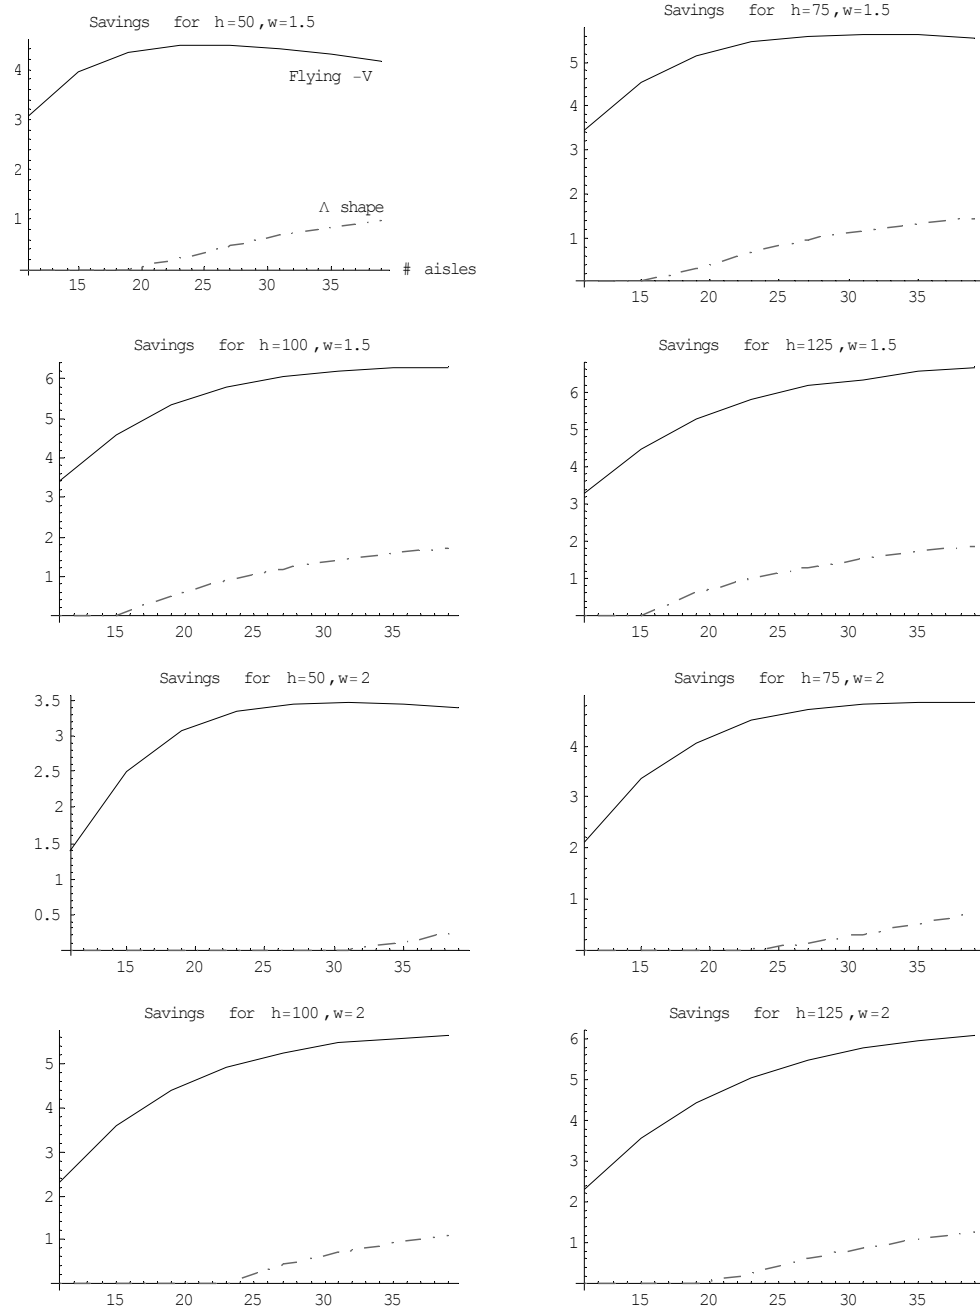 Savings for h=50,w=1.5
4
3
2
1
Flying -V
Λ shape
# aisles
15 20 25 30 35
Savings for h=75,w=1.5
5
4
3
2
1
15 20 25 30 35
Savings for h=100,w=1.5
6
5
4
3
2
1
15 20 25 30 35
Savings for h=125,w=1.5
6
5
4
3
2
1
15 20 25 30 35
Savings for h=50,w=2
3.5
3
2.5
2
1.5
1
0.5
15 20 25 30 35
Savings for h=75,w=2
4
3
2
1
15 20 25 30 35
Savings for h=100,w=2
5
4
3
2
1
15 20 25 30 35
Savings for h=125,w=2
6
5
4
3
2
1
15 20 25 30 35